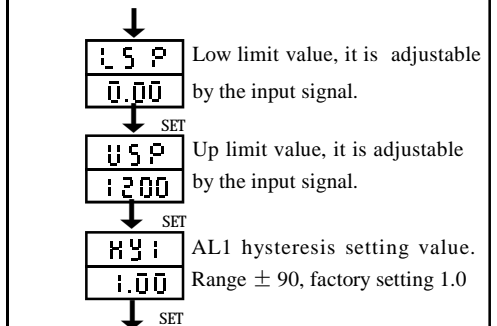 LSP Low limit value, it is adjustable
0.00 by the input signal.
SET
USP Up limit value, it is adjustable
1200 by the input signal.
SET
HY1 AL1 hysteresis setting value.
1.00 Range ± 90, factory setting 1.0
SET